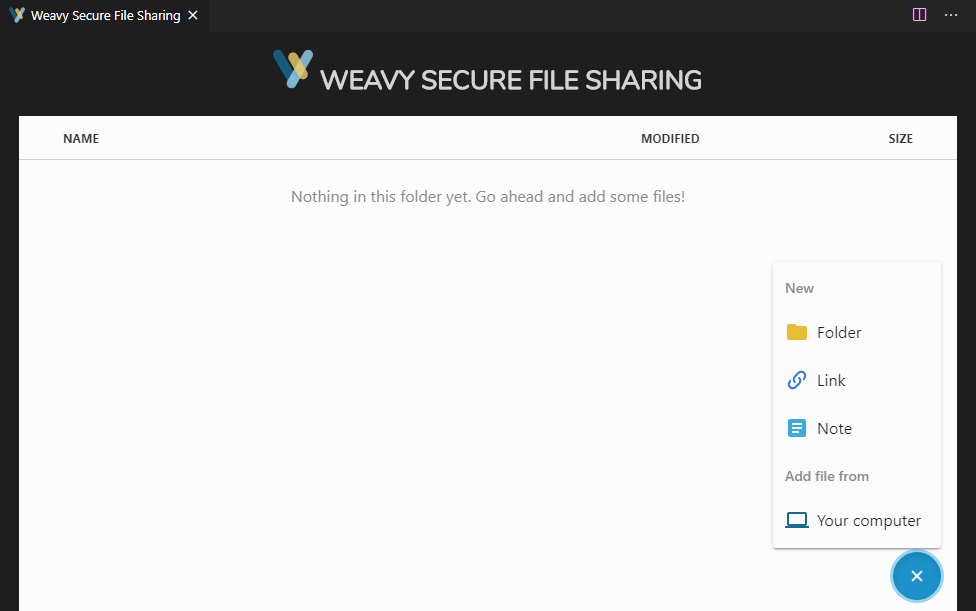 Weavy Secure File Sharing
WEAVY SECURE FILE SHARING
NAME MODIFIED SIZE
Nothing in this folder yet. Go ahead and add some files!
New
Folder
Link
Note
Add file from
Your computer